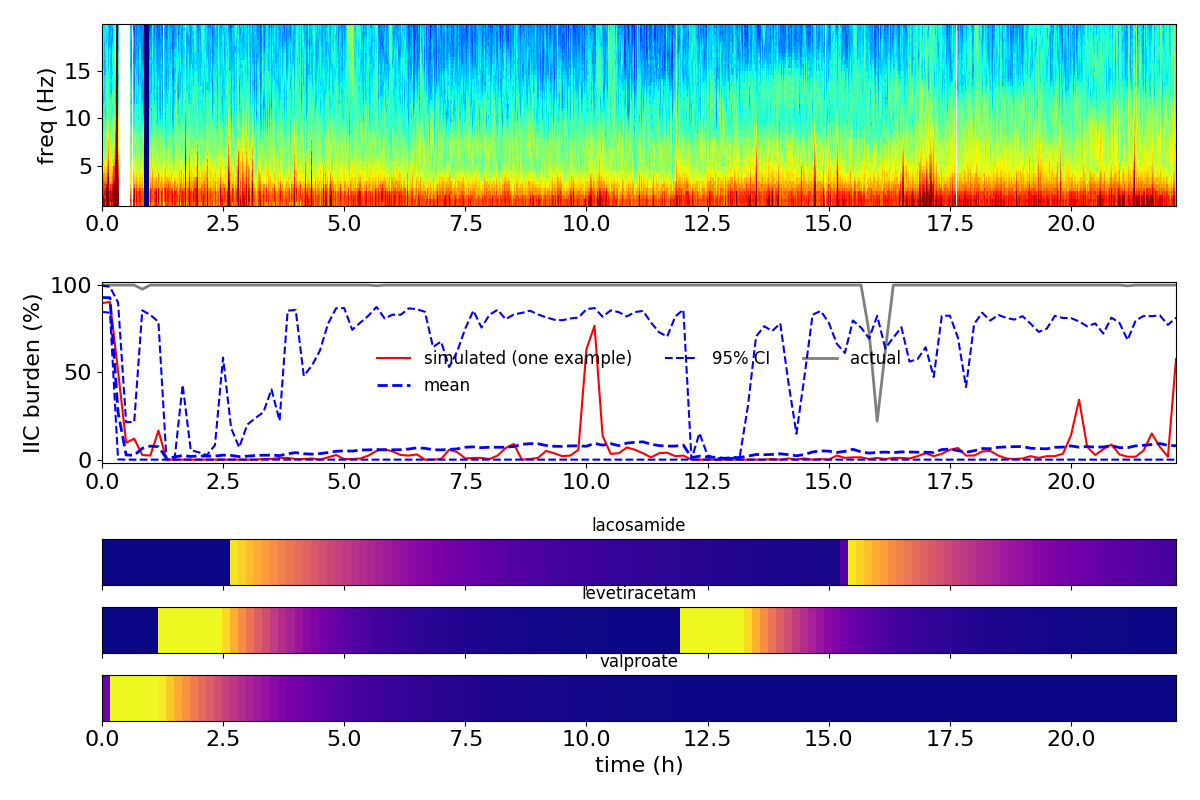 freq (Hz)
15
10
5
0.0 2.5 5.0 7.5 10.0 12.5 15.0 17.5 20.0
IIC burden (%)
100
50
0
simulated (one example) 95% CI actual
mean
0.0 2.5 5.0 7.5 10.0 12.5 15.0 17.5 20.0
lacosamide
levetiracetam
valproate
0.0 2.5 5.0 7.5 10.0 12.5 15.0 17.5 20.0
time (h)